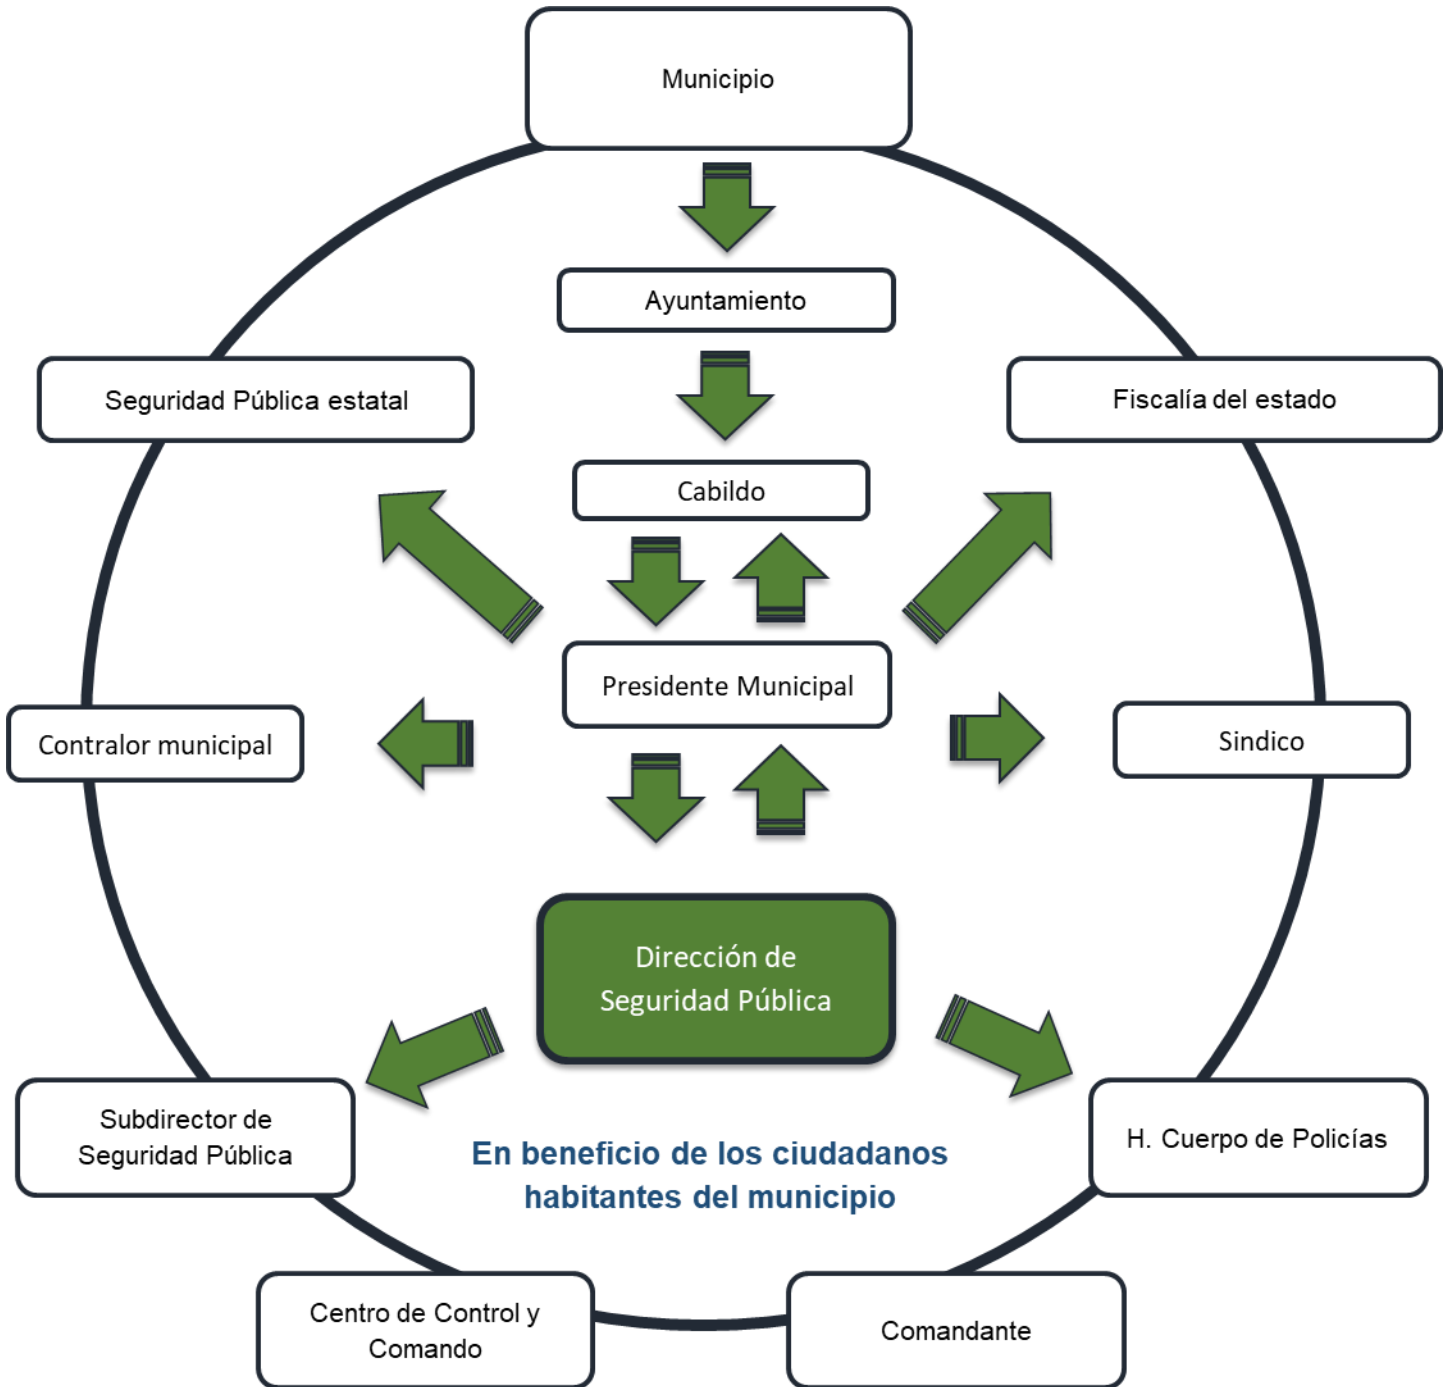 Municipio
Ayuntamiento
Seguridad Pública estatal
Fiscalía del estado
Cabildo
Presidente Municipal
Contralor municipal
Sindico
Dirección de
Seguridad Pública
Subdirector de
Seguridad Pública
H. Cuerpo de Policías
En beneficio de los ciudadanos
habitantes del municipio
Centro de Control y
Comando
Comandante